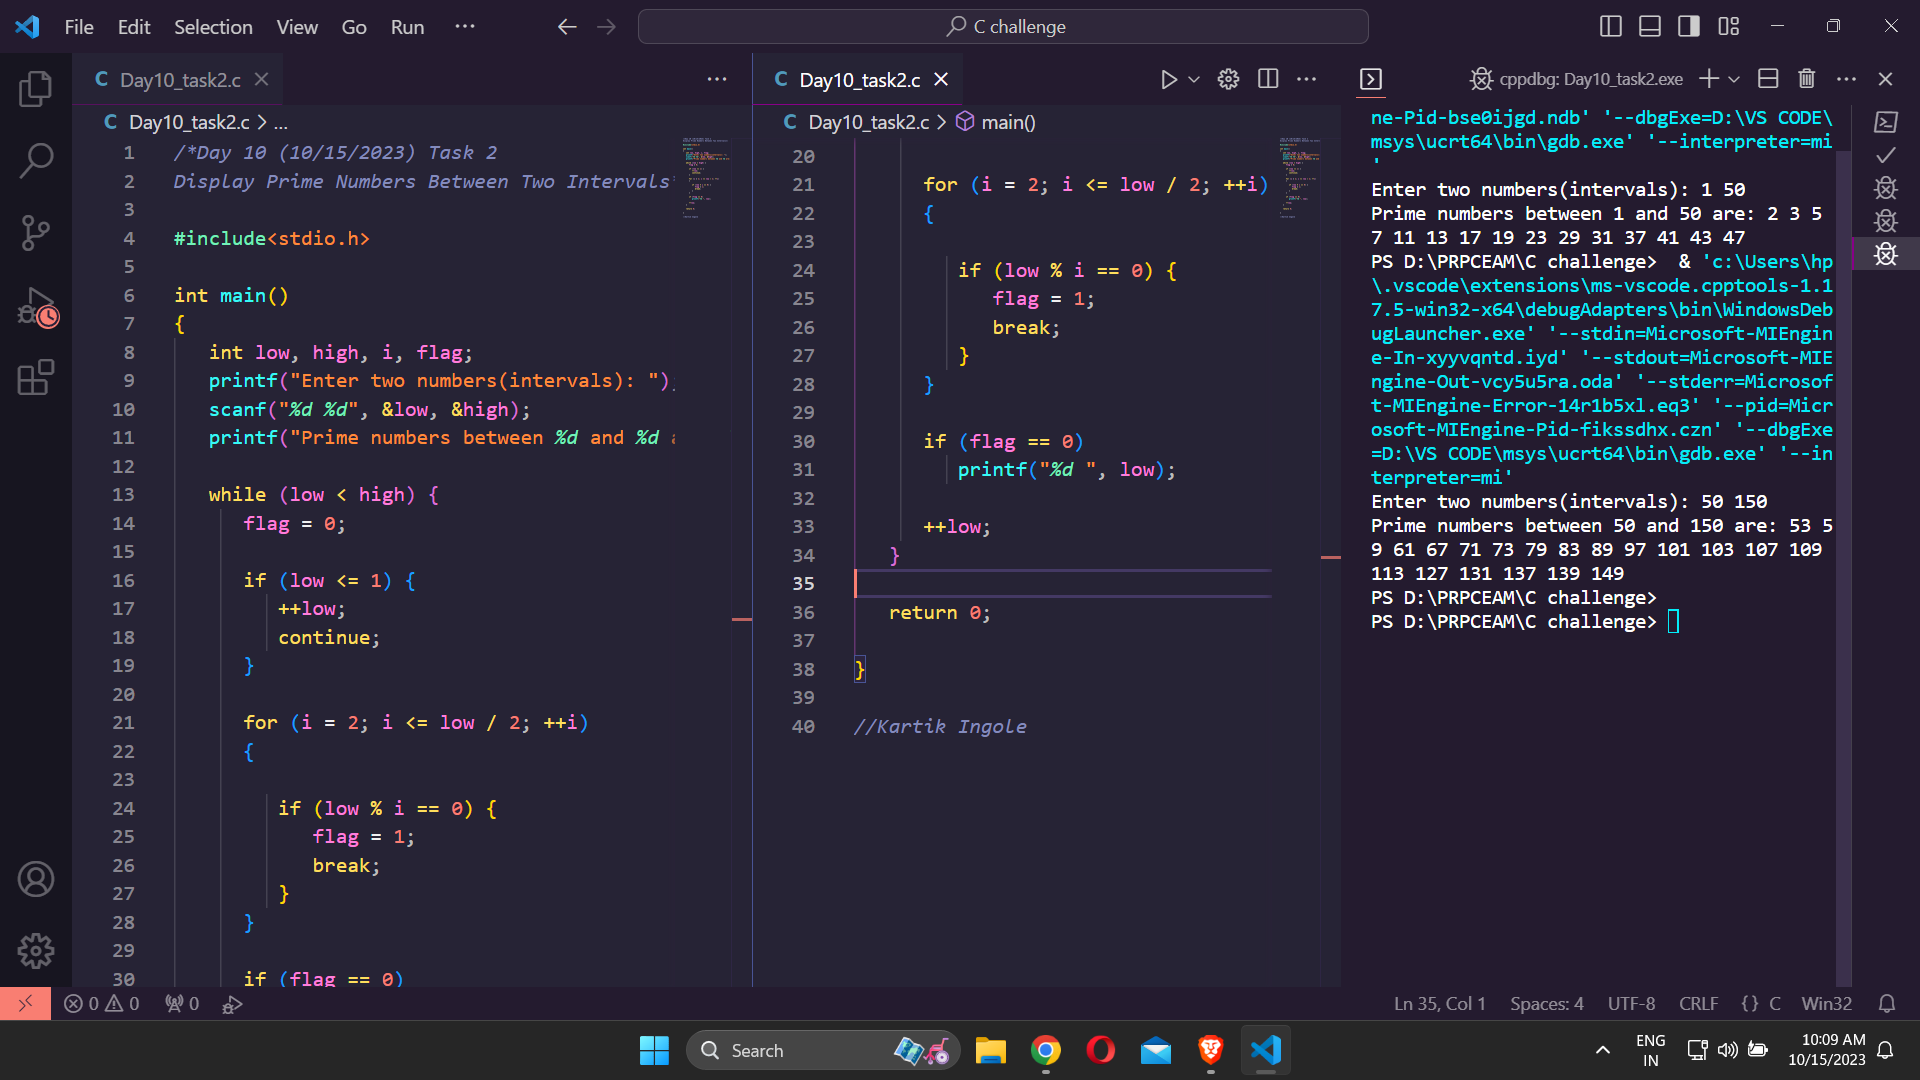 File Edit Selection View Go Run ··· C challenge
C Day10_task2.c
C Day10_task2.c > ...
1 /*Day 10 (10/15/2023) Task 2
2 Display Prime Numbers Between Two Intervals
3
4 #include<stdio.h>
5
6 int main()
7 {
8 int low, high, i, flag;
9 printf("Enter two numbers(intervals): ");
10 scanf("%d %d", &low, &high);
11 printf("Prime numbers between %d and %d a
12
13 while (low < high) {
14 flag = 0;
15
16 if (low <= 1) {
17 ++low;
18 continue;
19 }
20
21 for (i = 2; i <= low / 2; ++i)
22 {
23
24 if (low % i == 0) {
25 flag = 1;
26 break;
27 }
28 }
29
30 if (flag == 0)
C Day10_task2.c
C Day10_task2.c > main()
20
21 for (i = 2; i <= low / 2; ++i)
22 {
23
24 if (low % i == 0) {
25 flag = 1;
26 break;
27 }
28 }
29
30 if (flag == 0)
31 printf("%d ", low);
32
33 ++low;
34 }
35
36 return 0;
37
38 }
39
40 //Kartik Ingole
cppdbg: Day10_task2.exe
ne-Pid-bse0ijgd.ndb' '--dbgExe=D:\VS CODE\
msys\ucrt64\bin\gdb.exe' '--interpreter=mi
'
Enter two numbers(intervals): 1 50
Prime numbers between 1 and 50 are: 2 3 5
7 11 13 17 19 23 29 31 37 41 43 47
PS D:\PRPCEAM\C challenge> & 'c:\Users\hp
\.vscode\extensions\ms-vscode.cpptools-1.1
7.5-win32-x64\debugAdapters\bin\WindowsDeb
ugLauncher.exe' '--stdin=Microsoft-MIEngin
e-In-xyyvqntd.iyd' '--stdout=Microsoft-MIE
ngine-Out-vcy5u5ra.oda' '--stderr=Microsof
t-MIEngine-Error-14r1b5xl.eq3' '--pid=Micr
osoft-MIEngine-Pid-fikssdhx.czn' '--dbgExe
=D:\VS CODE\msys\ucrt64\bin\gdb.exe' '--in
terpreter=mi'
Enter two numbers(intervals): 50 150
Prime numbers between 50 and 150 are: 53 5
9 61 67 71 73 79 83 89 97 101 103 107 109
113 127 131 137 139 149
PS D:\PRPCEAM\C challenge>
PS D:\PRPCEAM\C challenge>
0 0 0 Ln 35, Col 1 Spaces: 4 UTF-8 CRLF {} C Win32
Search ENG IN 10:09 AM
10/15/2023